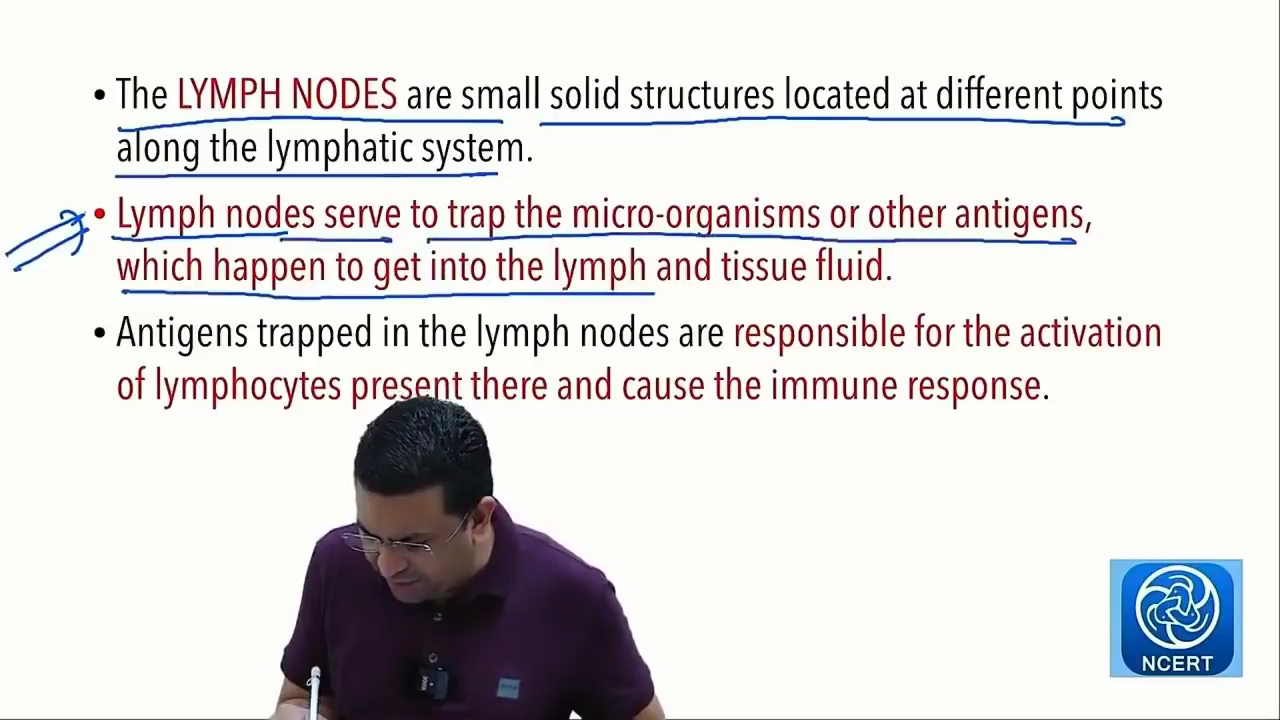 • The LYMPH NODES are small solid structures located at different points
along the lymphatic system.
• Lymph nodes serve to trap the micro-organisms or other antigens,
which happen to get into the lymph and tissue fluid.
• Antigens trapped in the lymph nodes are responsible for the activation
of lymphocytes present there and cause the immune response.
NCERT